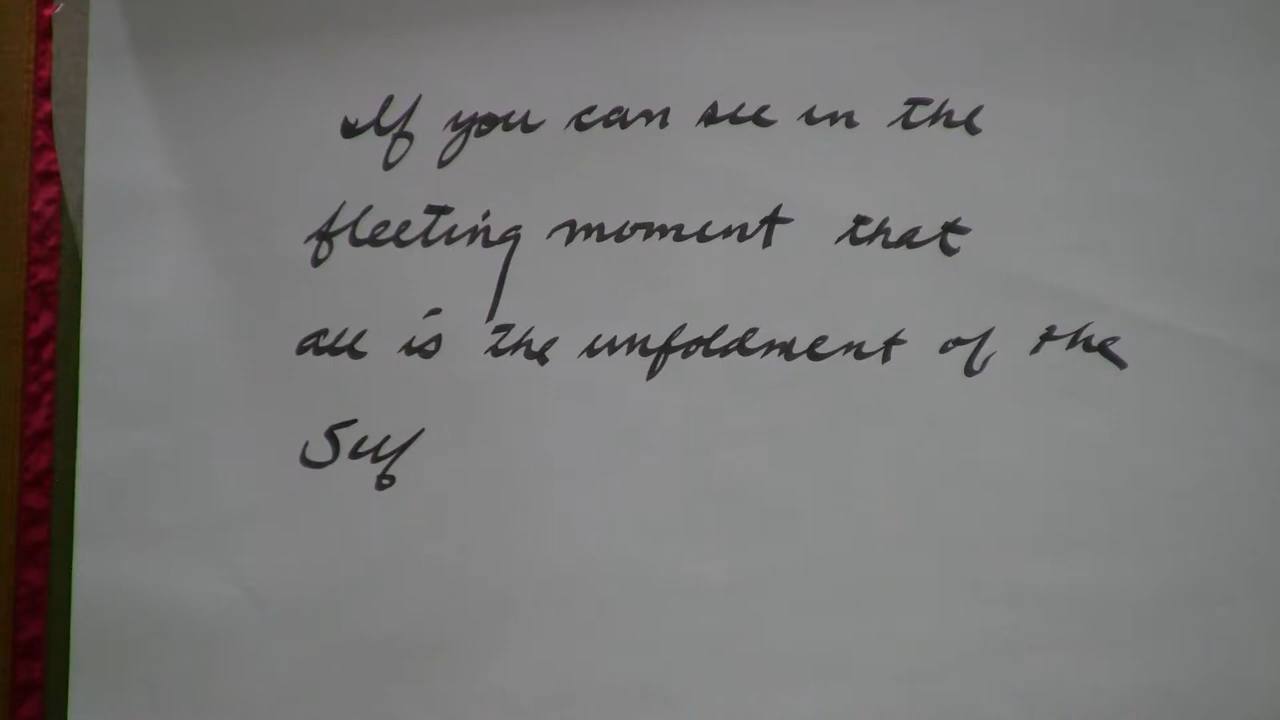 If you can see in the
fleeting moment that
all is the unfoldment of the
Self